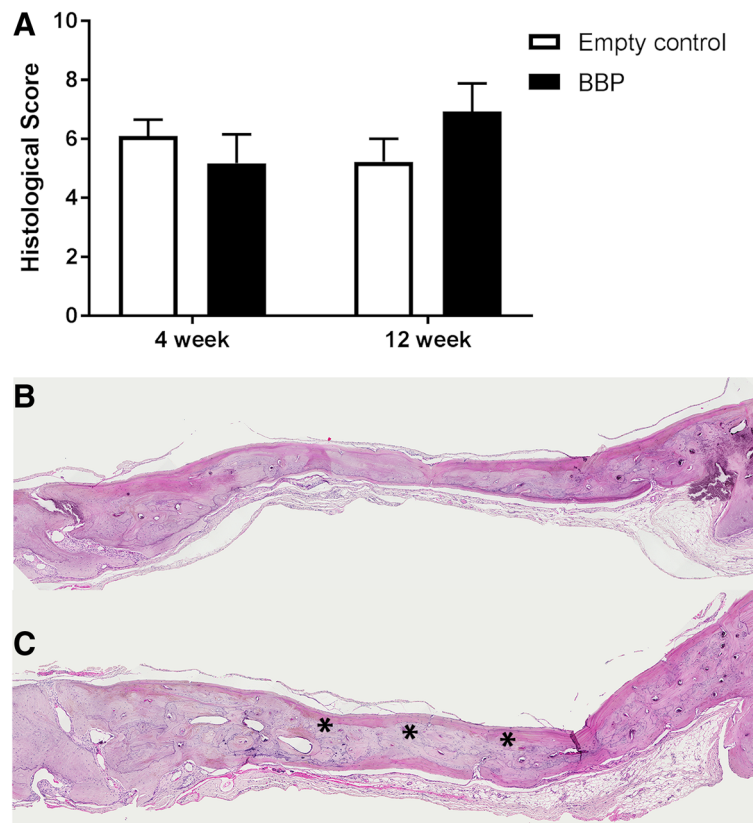 A
Histological Score
10
8
6
4
2
0
4 week
12 week
Empty control
BBP
B
C
* * *